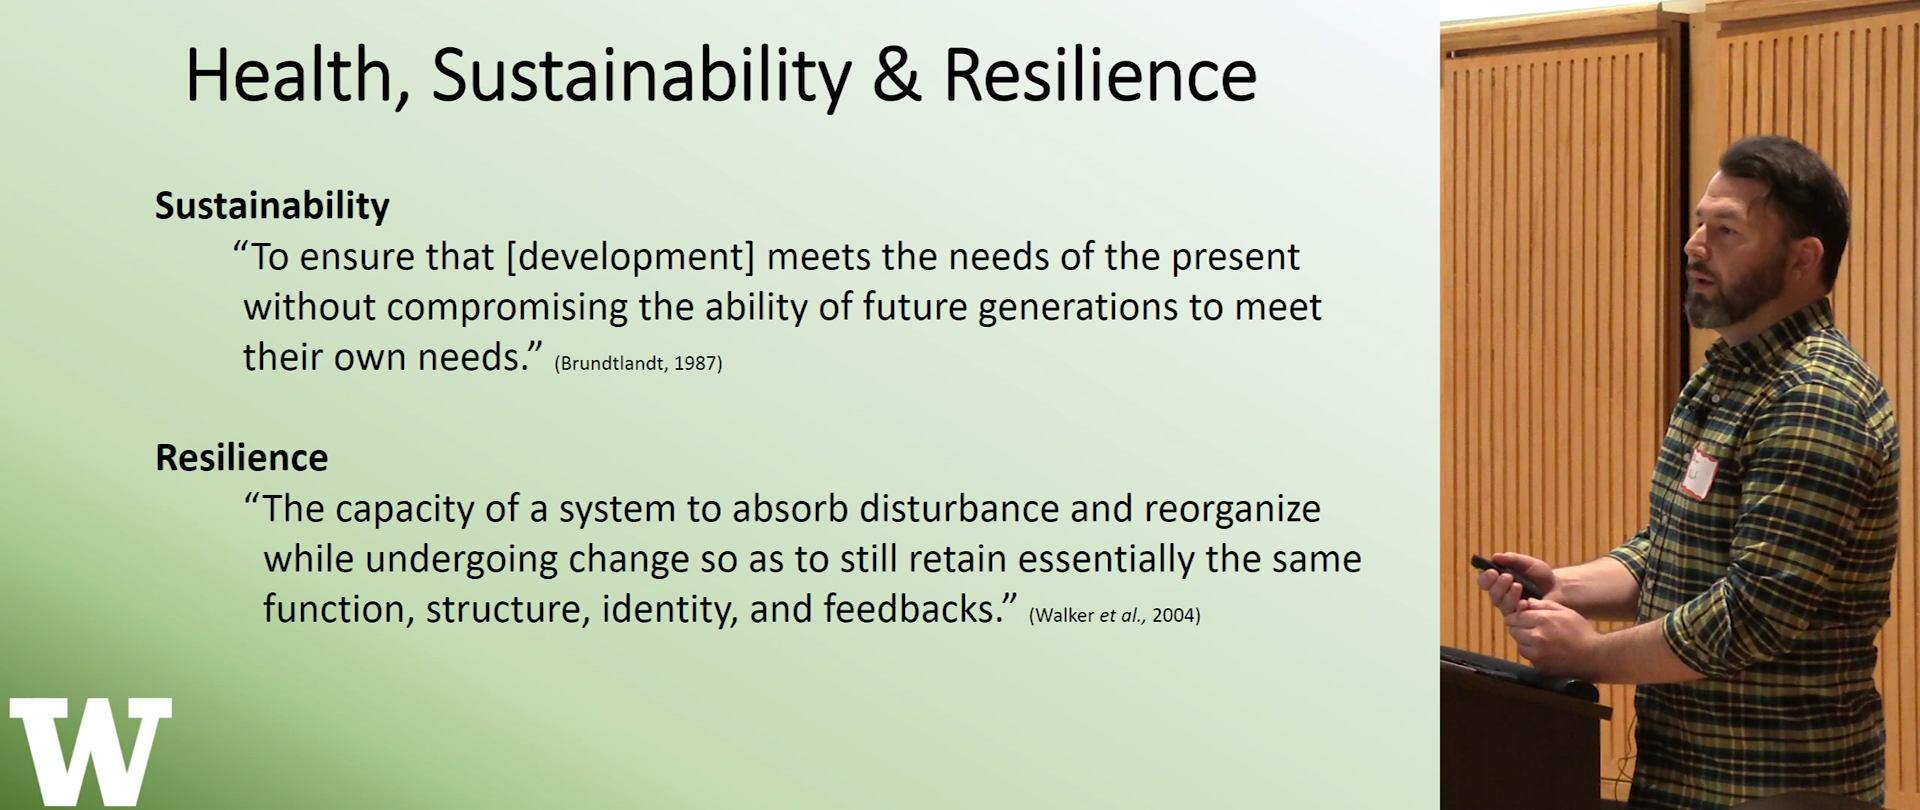 Health, Sustainability & Resilience
Sustainability
“To ensure that [development] meets the needs of the present
without compromising the ability of future generations to meet
their own needs.” (Brundtlandt, 1987)
Resilience
“The capacity of a system to absorb disturbance and reorganize
while undergoing change so as to still retain essentially the same
function, structure, identity, and feedbacks.” (Walker et al., 2004)
W